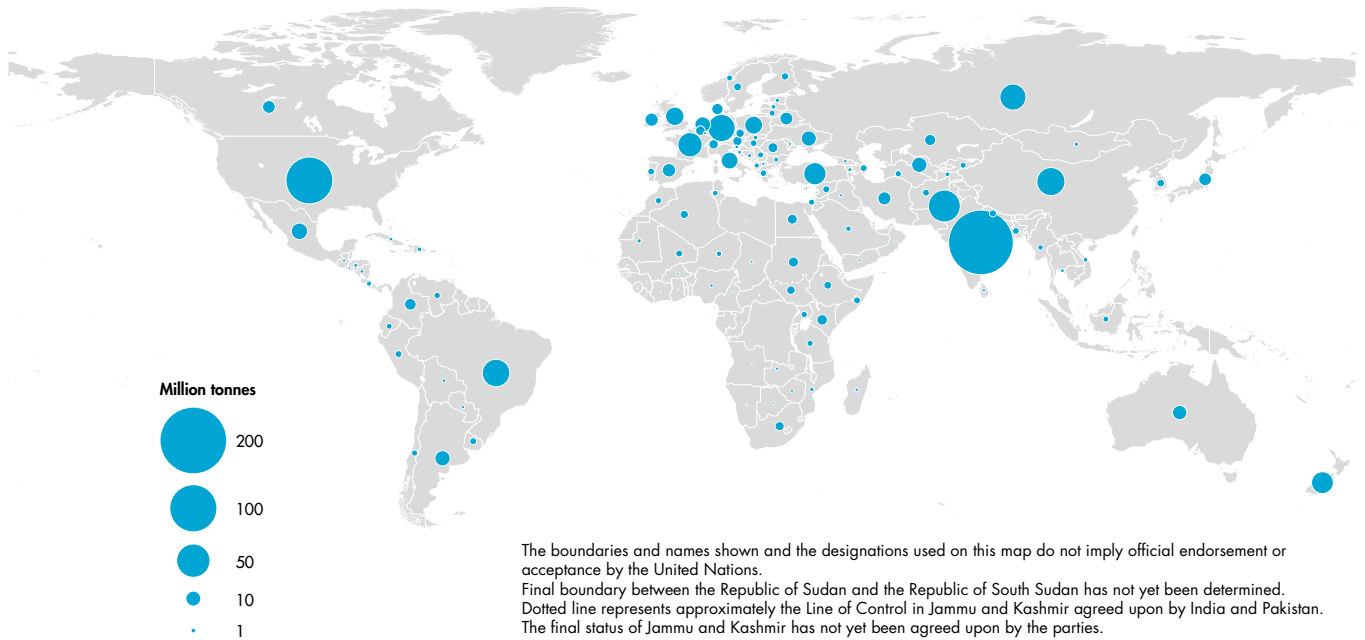 Million tonnes
200
100
50
10
1
The boundaries and names shown and the designations used on this map do not imply official endorsement or
acceptance by the United Nations.
Final boundary between the Republic of Sudan and the Republic of South Sudan has not yet been determined.
Dotted line represents approximately the Line of Control in Jammu and Kashmir agreed upon by India and Pakistan.
The final status of Jammu and Kashmir has not yet been agreed upon by the parties.